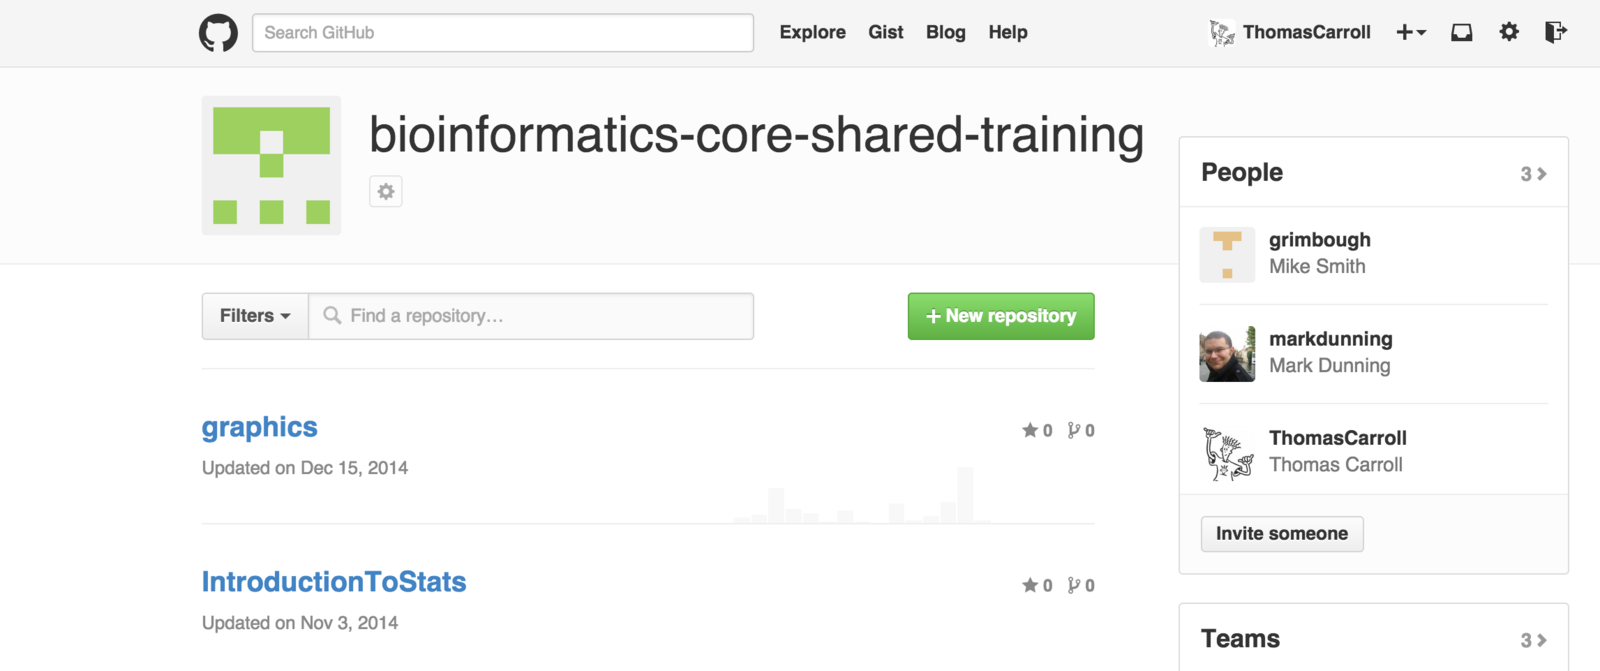 Search GitHub
Explore Gist Blog Help
ThomasCarroll
bioinformatics-core-shared-training
People 3
grimbough
Mike Smith
markdunning
Mark Dunning
ThomasCarroll
Thomas Carroll
Invite someone
Teams 3
Filters
Find a repository...
+ New repository
graphics
0 0
Updated on Dec 15, 2014
IntroductionToStats
0 0
Updated on Nov 3, 2014